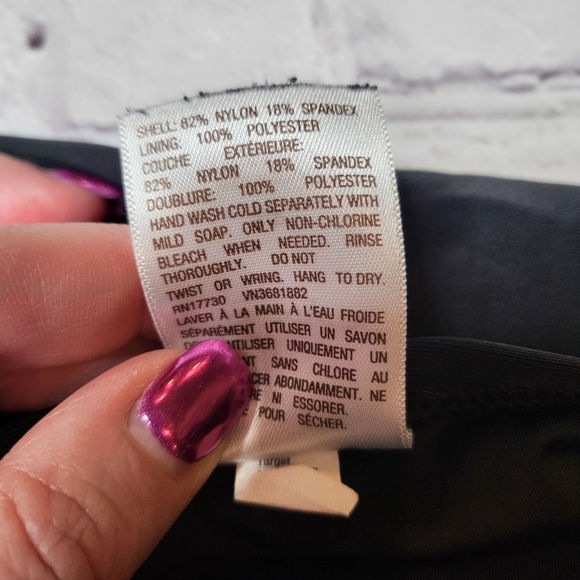 SHELL: 82% NYLON 18% SPANDEX
LINING: 100% POLYESTER
COUCHE EXTÉRIEURE:
82% NYLON 18% SPANDEX
DOUBLURE: 100% POLYESTER
HAND WASH COLD SEPARATELY WITH
MILD SOAP. ONLY NON-CHLORINE
BLEACH WHEN NEEDED. RINSE
THOROUGHLY. DO NOT
TWIST OR WRING. HANG TO DRY.
RN17730 VN3681882
LAVER À LA MAIN À L'EAU FROIDE
SÉPARÉMENT UTILISER UN SAVON
UTILISER UNIQUEMENT UN
SANS CHLORE AU
ABONDAMMENT. NE
NI ESSORER.
POUR SÉCHER.
Target